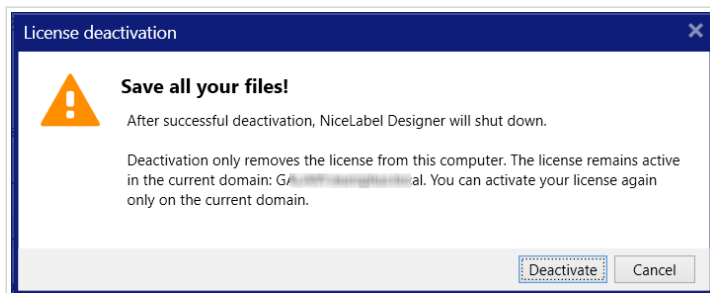 License deactivation
Save all your files!
After successful deactivation, NiceLabel Designer will shut down.
Deactivation only removes the license from this computer. The license remains active
in the current domain: al. You can activate your license again
only on the current domain.
Deactivate Cancel